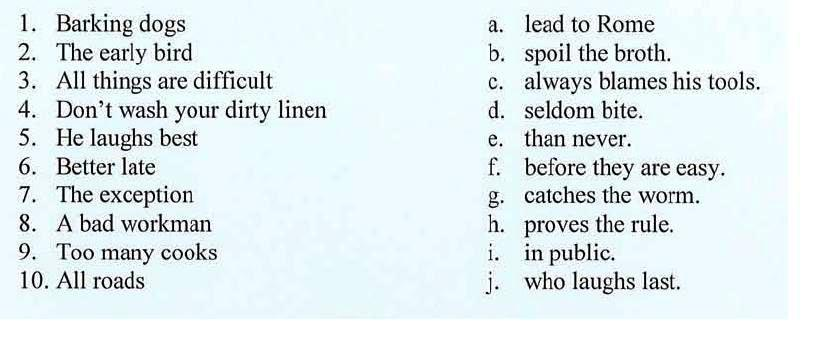 1. Barking dogs
2. The early bird
3. All things are difficult
4. Don't wash your dirty linen
5. He laughs best
6. Better late
7. The exception
8. A bad workman
9. Too many cooks
10. All roads
a. lead to Rome
b. spoil the broth.
c. always blames his tools.
d. seldom bite.
e. than never.
f. before they are easy.
g. catches the worm.
h. proves the rule.
i. in public.
j. who laughs last.